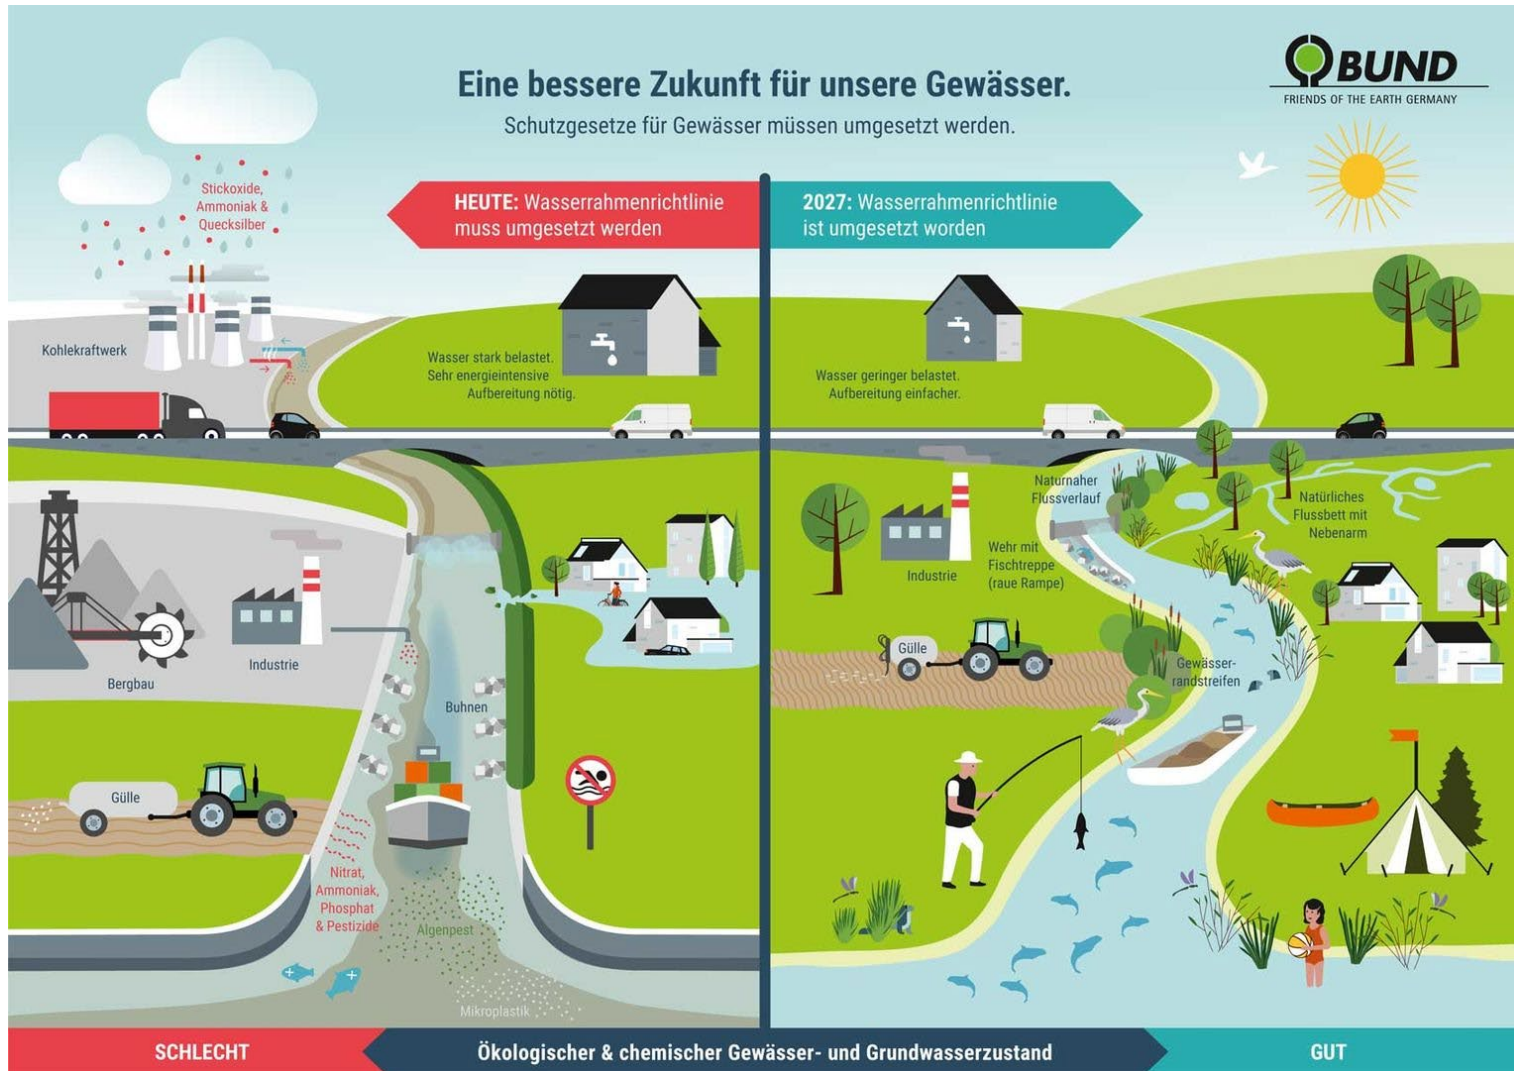 Eine bessere Zukunft für unsere Gewässer.
Schutzgesetze für Gewässer müssen umgesetzt werden.
BUND
FRIENDS OF THE EARTH GERMANY
HEUTE: Wasserrahmenrichtlinie
muss umgesetzt werden
2027: Wasserrahmenrichtlinie
ist umgesetzt worden
Stickoxide,
Ammoniak &
Quecksilber
Kohlekraftwerk
Wasser stark belastet.
Sehr energieintensive
Aufbereitung nötig.
Bergbau
Industrie
Buhnen
Gülle
Nitrat,
Ammoniak,
Phosphat
& Pestizide
Algenpest
Mikroplastik
Wasser geringer belastet.
Aufbereitung einfacher.
Naturnaher
Flussverlauf
Natürliches
Flussbett mit
Nebenarm
Industrie
Wehr mit
Fischtreppe
(raue Rampe)
Gülle
Gewässer-
randstreifen
SCHLECHT
Ökologischer & chemischer Gewässer- und Grundwasserzustand
GUT